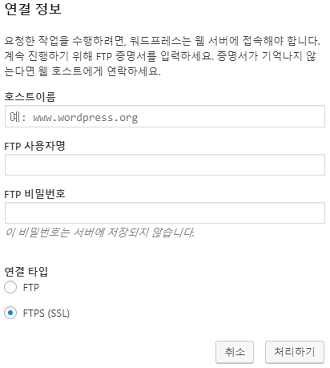 연결 정보
요청한 작업을 수행하려면, 워드프레스는 웹 서버에 접속해야 합니다.
계속 진행하기 위해 FTP 증명서를 입력하세요. 증명서가 기억나지 않
는다면 웹 호스트에게 연락하세요.
호스트이름
예: www.wordpress.org
FTP 사용자명
FTP 비밀번호
이 비밀번호는 서버에 저장되지 않습니다.
연결 타입
FTP
FTPS (SSL)
취소 처리하기